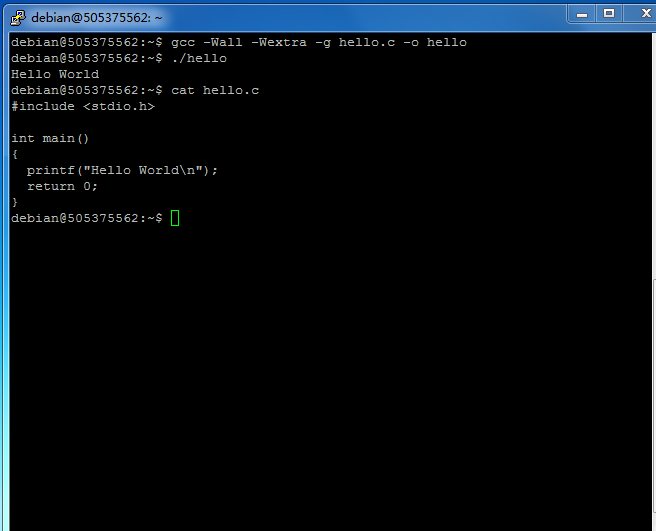 debian@505375562: ~
debian@505375562:~$ gcc -Wall -Wextra -g hello.c -o hello
debian@505375562:~$ ./hello
Hello World
debian@505375562:~$ cat hello.c
#include <stdio.h>

int main()
{
  printf("Hello World\n");
  return 0;
}
debian@505375562:~$